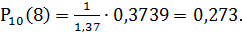 P₁₀(8) = 1/1,37 · 0,3739 = 0,273.